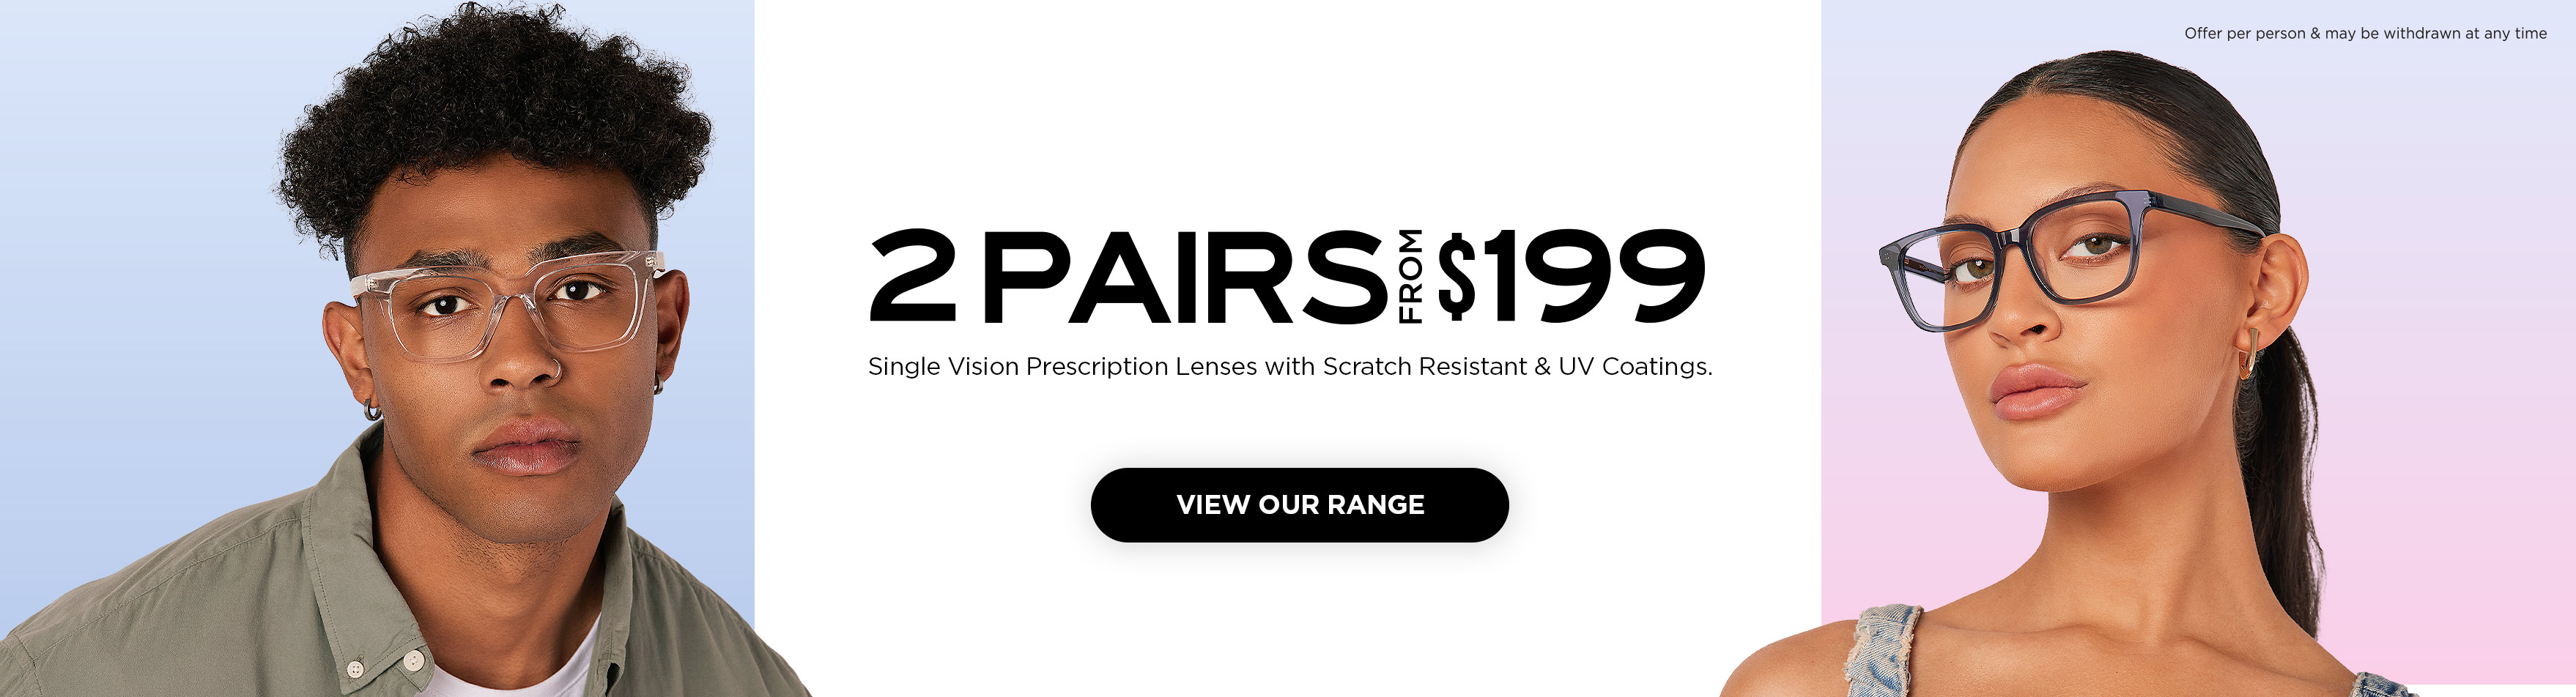 2 PAIRS FROM $199
Single Vision Prescription Lenses with Scratch Resistant & UV Coatings.
VIEW OUR RANGE
Offer per person & may be withdrawn at any time